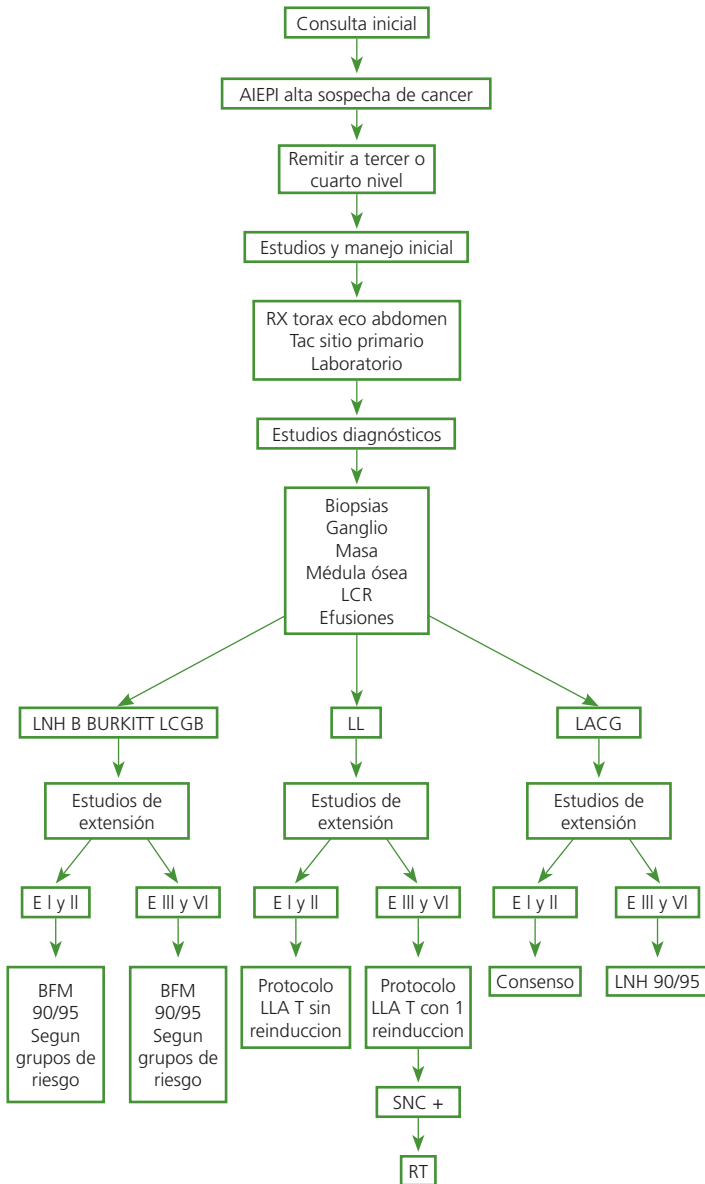 Consulta inicial
AIEPI alta sospecha de cancer
Remitir a tercer o
cuarto nivel
Estudios y manejo inicial
RX torax eco abdomen
Tac sitio primario
Laboratorio
Estudios diagnósticos
Biopsias
Ganglio
Masa
Médula ósea
LCR
Efusiones
LNH B BURKITT LCGB
LL
LACG
Estudios de
extensión
Estudios de
extensión
Estudios de
extensión
E I y II
E III y VI
E I y II
E III y VI
E I y II
E III y VI
BFM
90/95
Segun
grupos de
riesgo
BFM
90/95
Segun
grupos de
riesgo
Protocolo
LLA T sin
reinduccion
Protocolo
LLA T con 1
reinduccion
Consenso
LNH 90/95
SNC +
RT